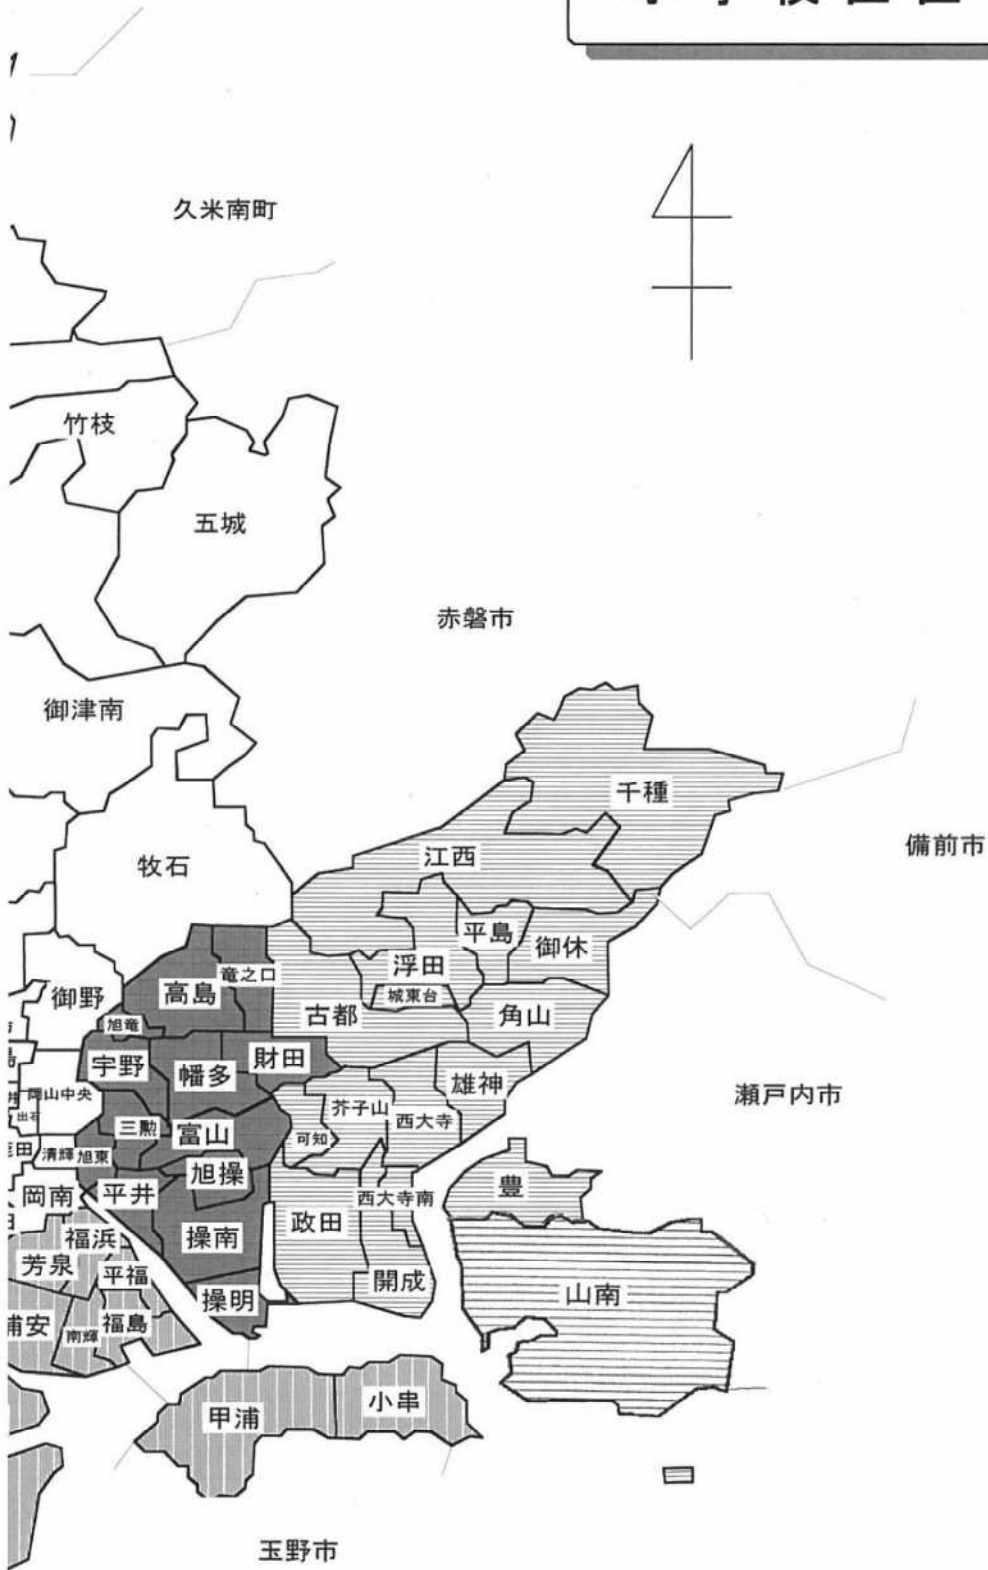 久米南町
竹枝
五城
赤磐市
御津南
千種
備前市
江西
牧石
平島
御休
浮田
竜之口
高島
城東台
御野
古都
角山
旭竜
宇野
幡多
財田
雄神
瀬戸内市
岡山中央
芥子山
出石
三勲
富山
可知
西大寺
清輝
旭東
旭操
豊
岡南
平井
西大寺南
政田
福浜
操南
芳泉
平福
開成
山南
操明
浦安
南輝
福島
甲浦
小串
玉野市